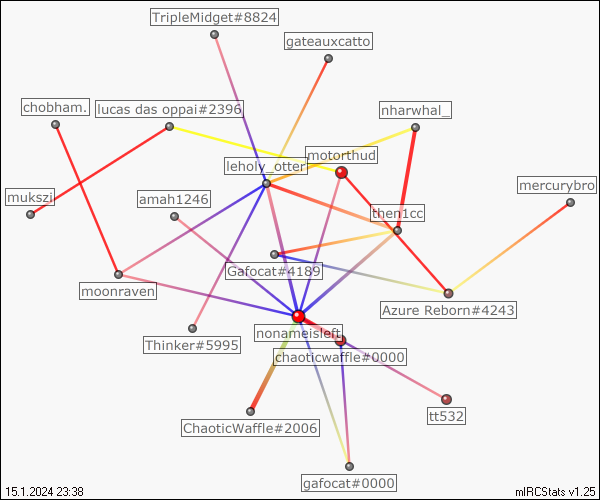 TripleMidget#8824
gateauxcatto
chobham.
lucas das oppai#2396
nharwhal_
motorthud
leholy_otter
mercurybro
mukszi
amah1246
then1cc
Gafocat#4189
moonraven
Azure Reborn#4243
Thinker#5995
nonameisleft
chaoticwaffle#0000
tt532
ChaoticWaffle#2006
gafocat#0000
15.1.2024 23:38
mIRCStats v1.25